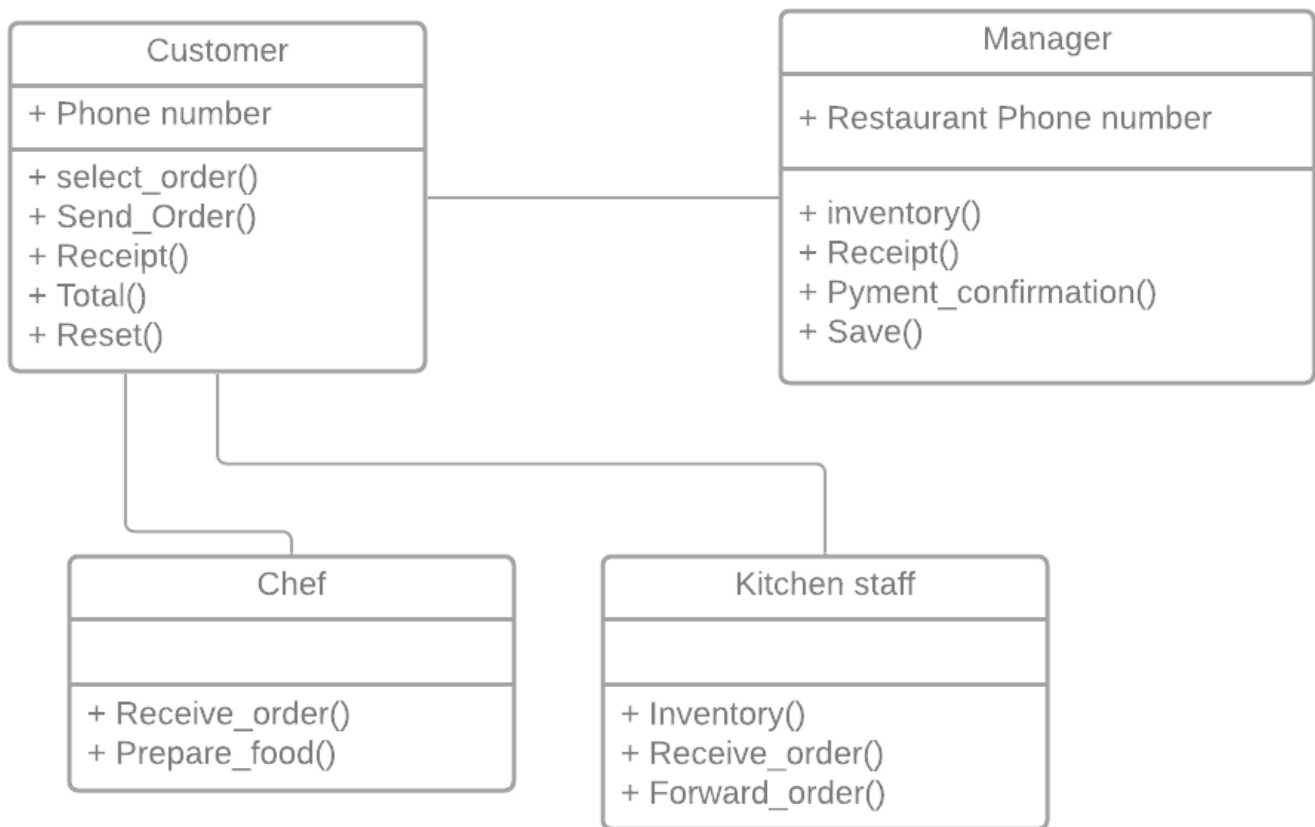 Customer
+ Phone number
+ select_order()
+ Send_Order()
+ Receipt()
+ Total()
+ Reset()
Manager
+ Restaurant Phone number
+ inventory()
+ Receipt()
+ Pyment_confirmation()
+ Save()
Chef
+ Receive_order()
+ Prepare_food()
Kitchen staff
+ Inventory()
+ Receive_order()
+ Forward_order()